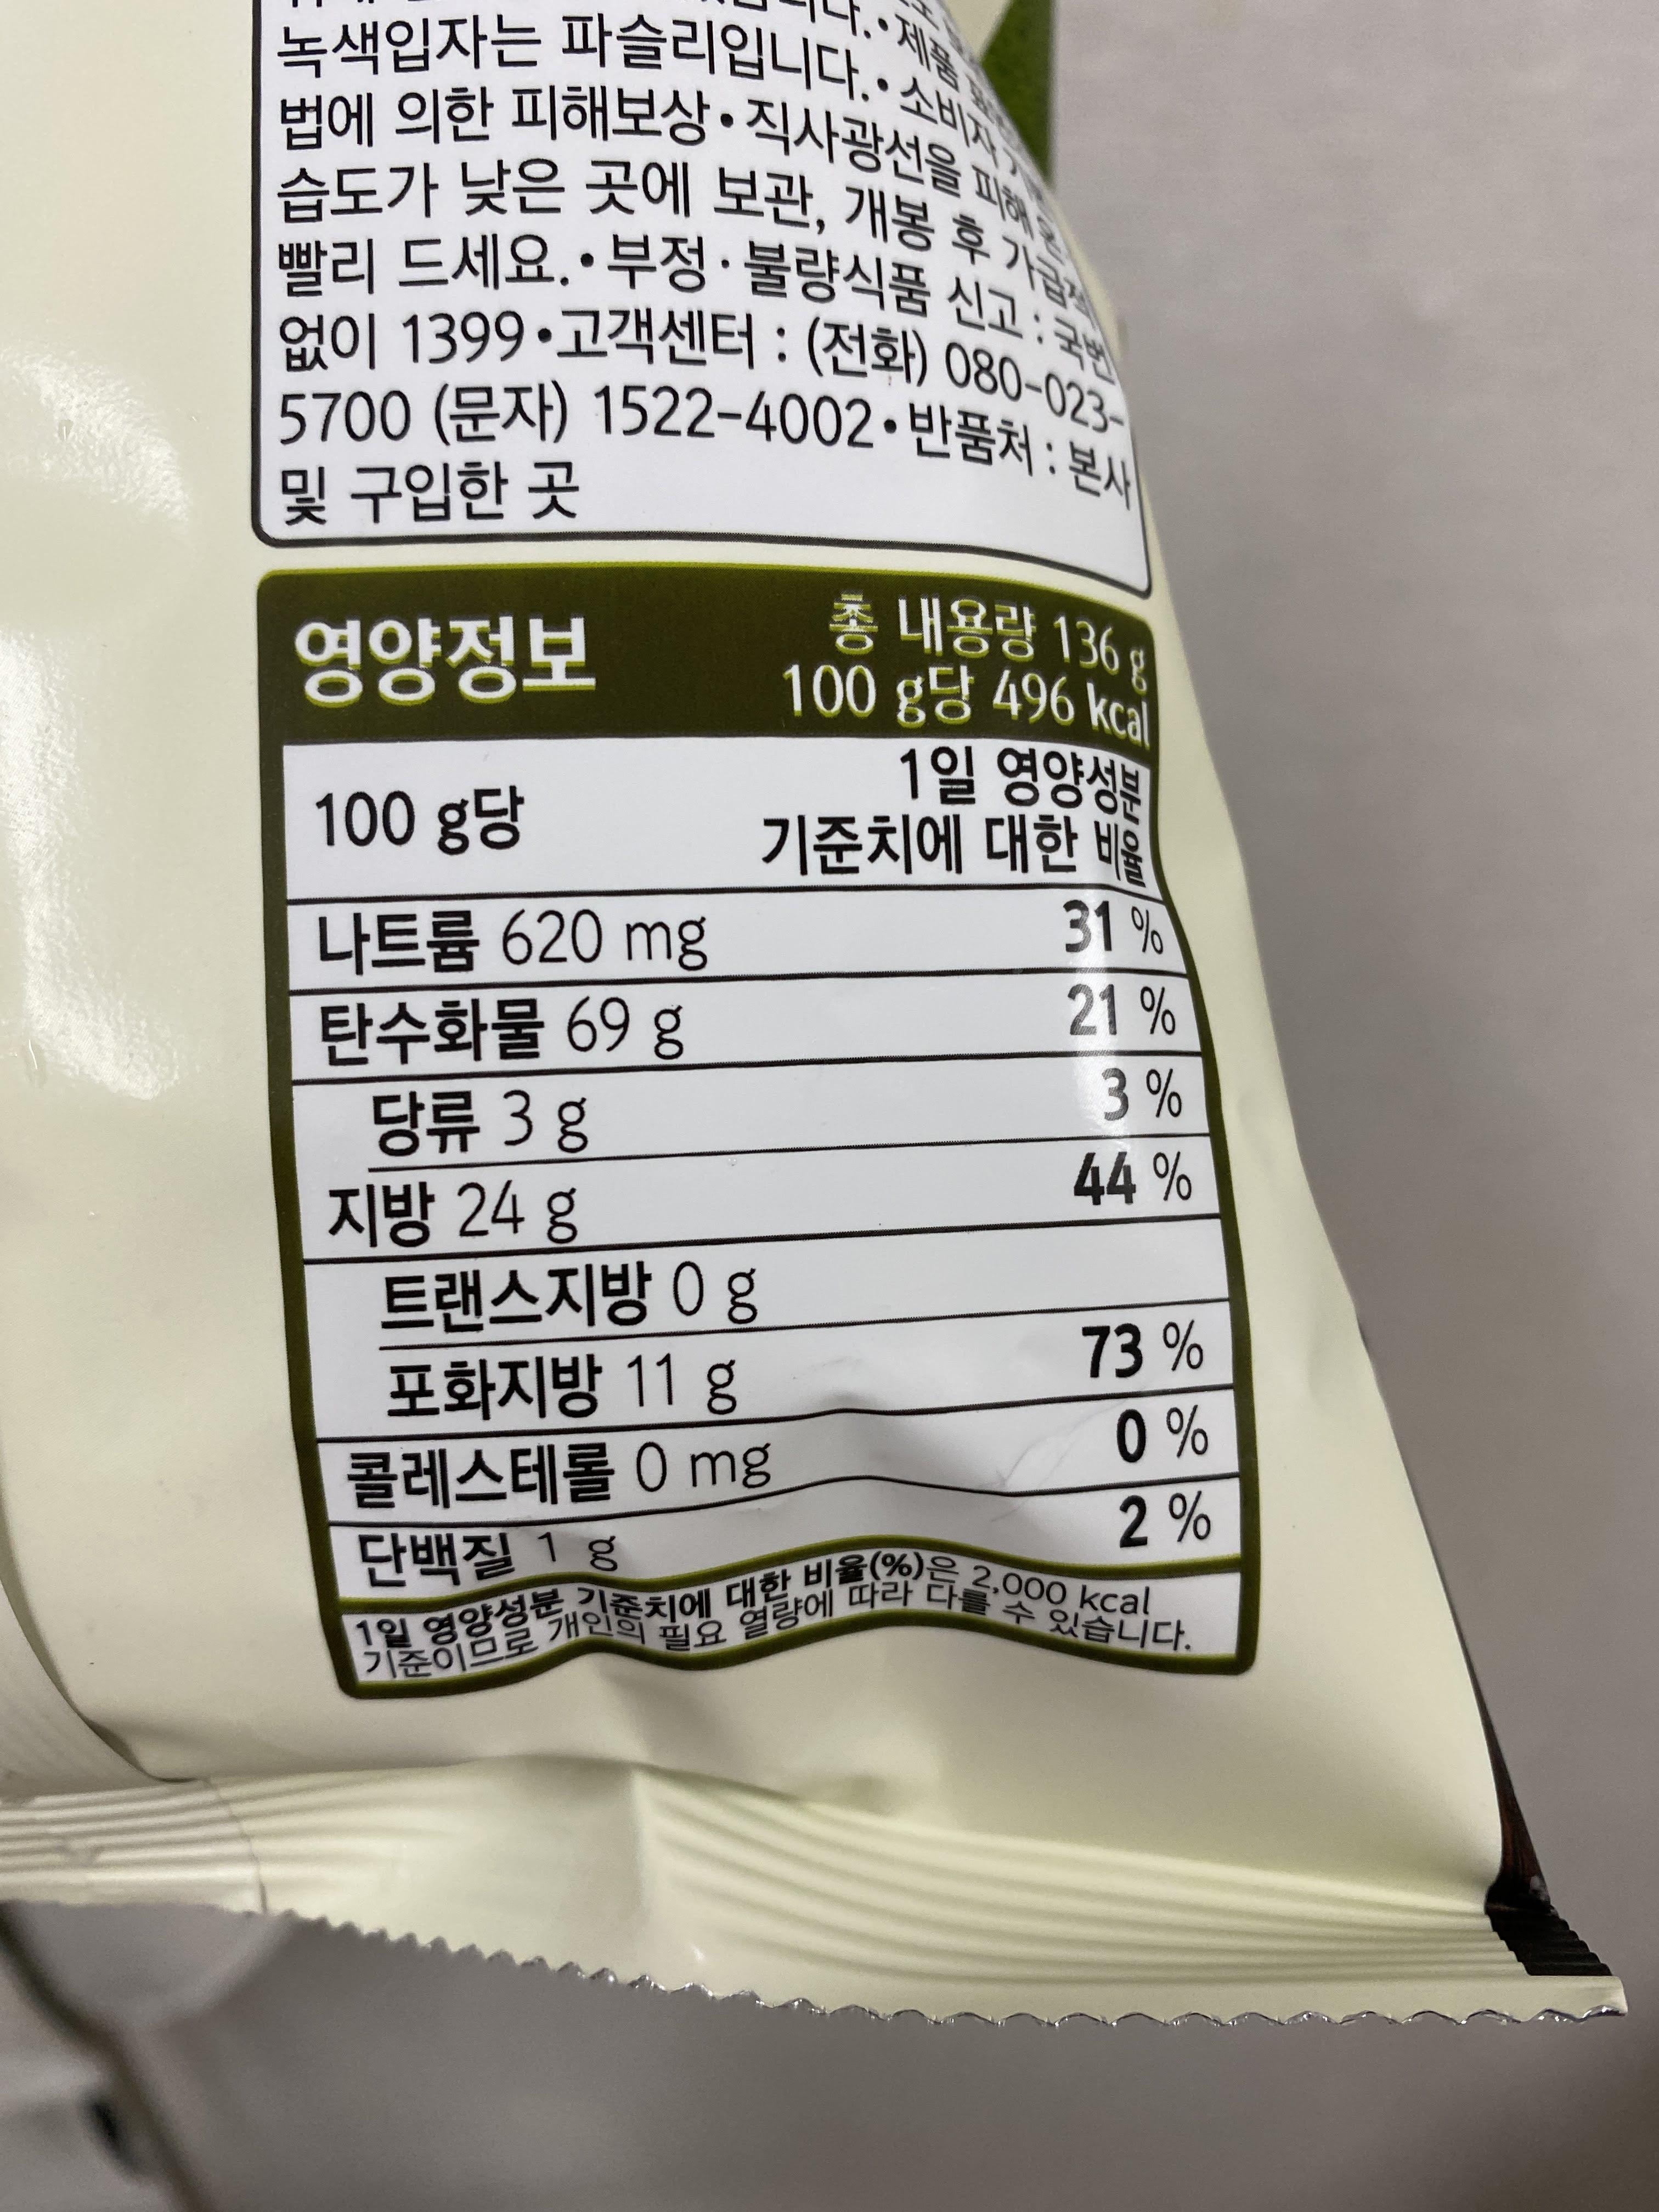 녹색입자는 파슬리입니다.•소비자
법에 의한 피해보상•직사광선을 피해
습도가 낮은 곳에 보관, 개봉 후 가급적
빨리 드세요.•부정·불량식품 신고 : 국번
없이 1399•고객센터 : (전화) 080-023-
5700 (문자) 1522-4002•반품처 : 본사
및 구입한 곳
영양정보
총 내용량 136 g
100 g당 496 kcal
100 g당
1일 영양성분
기준치에 대한 비율
나트륨 620 mg 31 %
탄수화물 69 g 21 %
당류 3 g 3 %
지방 24 g 44 %
트랜스지방 0 g
포화지방 11 g 73 %
콜레스테롤 0 mg 0 %
단백질 1 g 2 %
1일 영양성분 기준치에 대한 비율(%)은 2,000 kcal
기준이므로 개인의 필요 열량에 따라 다를 수 있습니다.